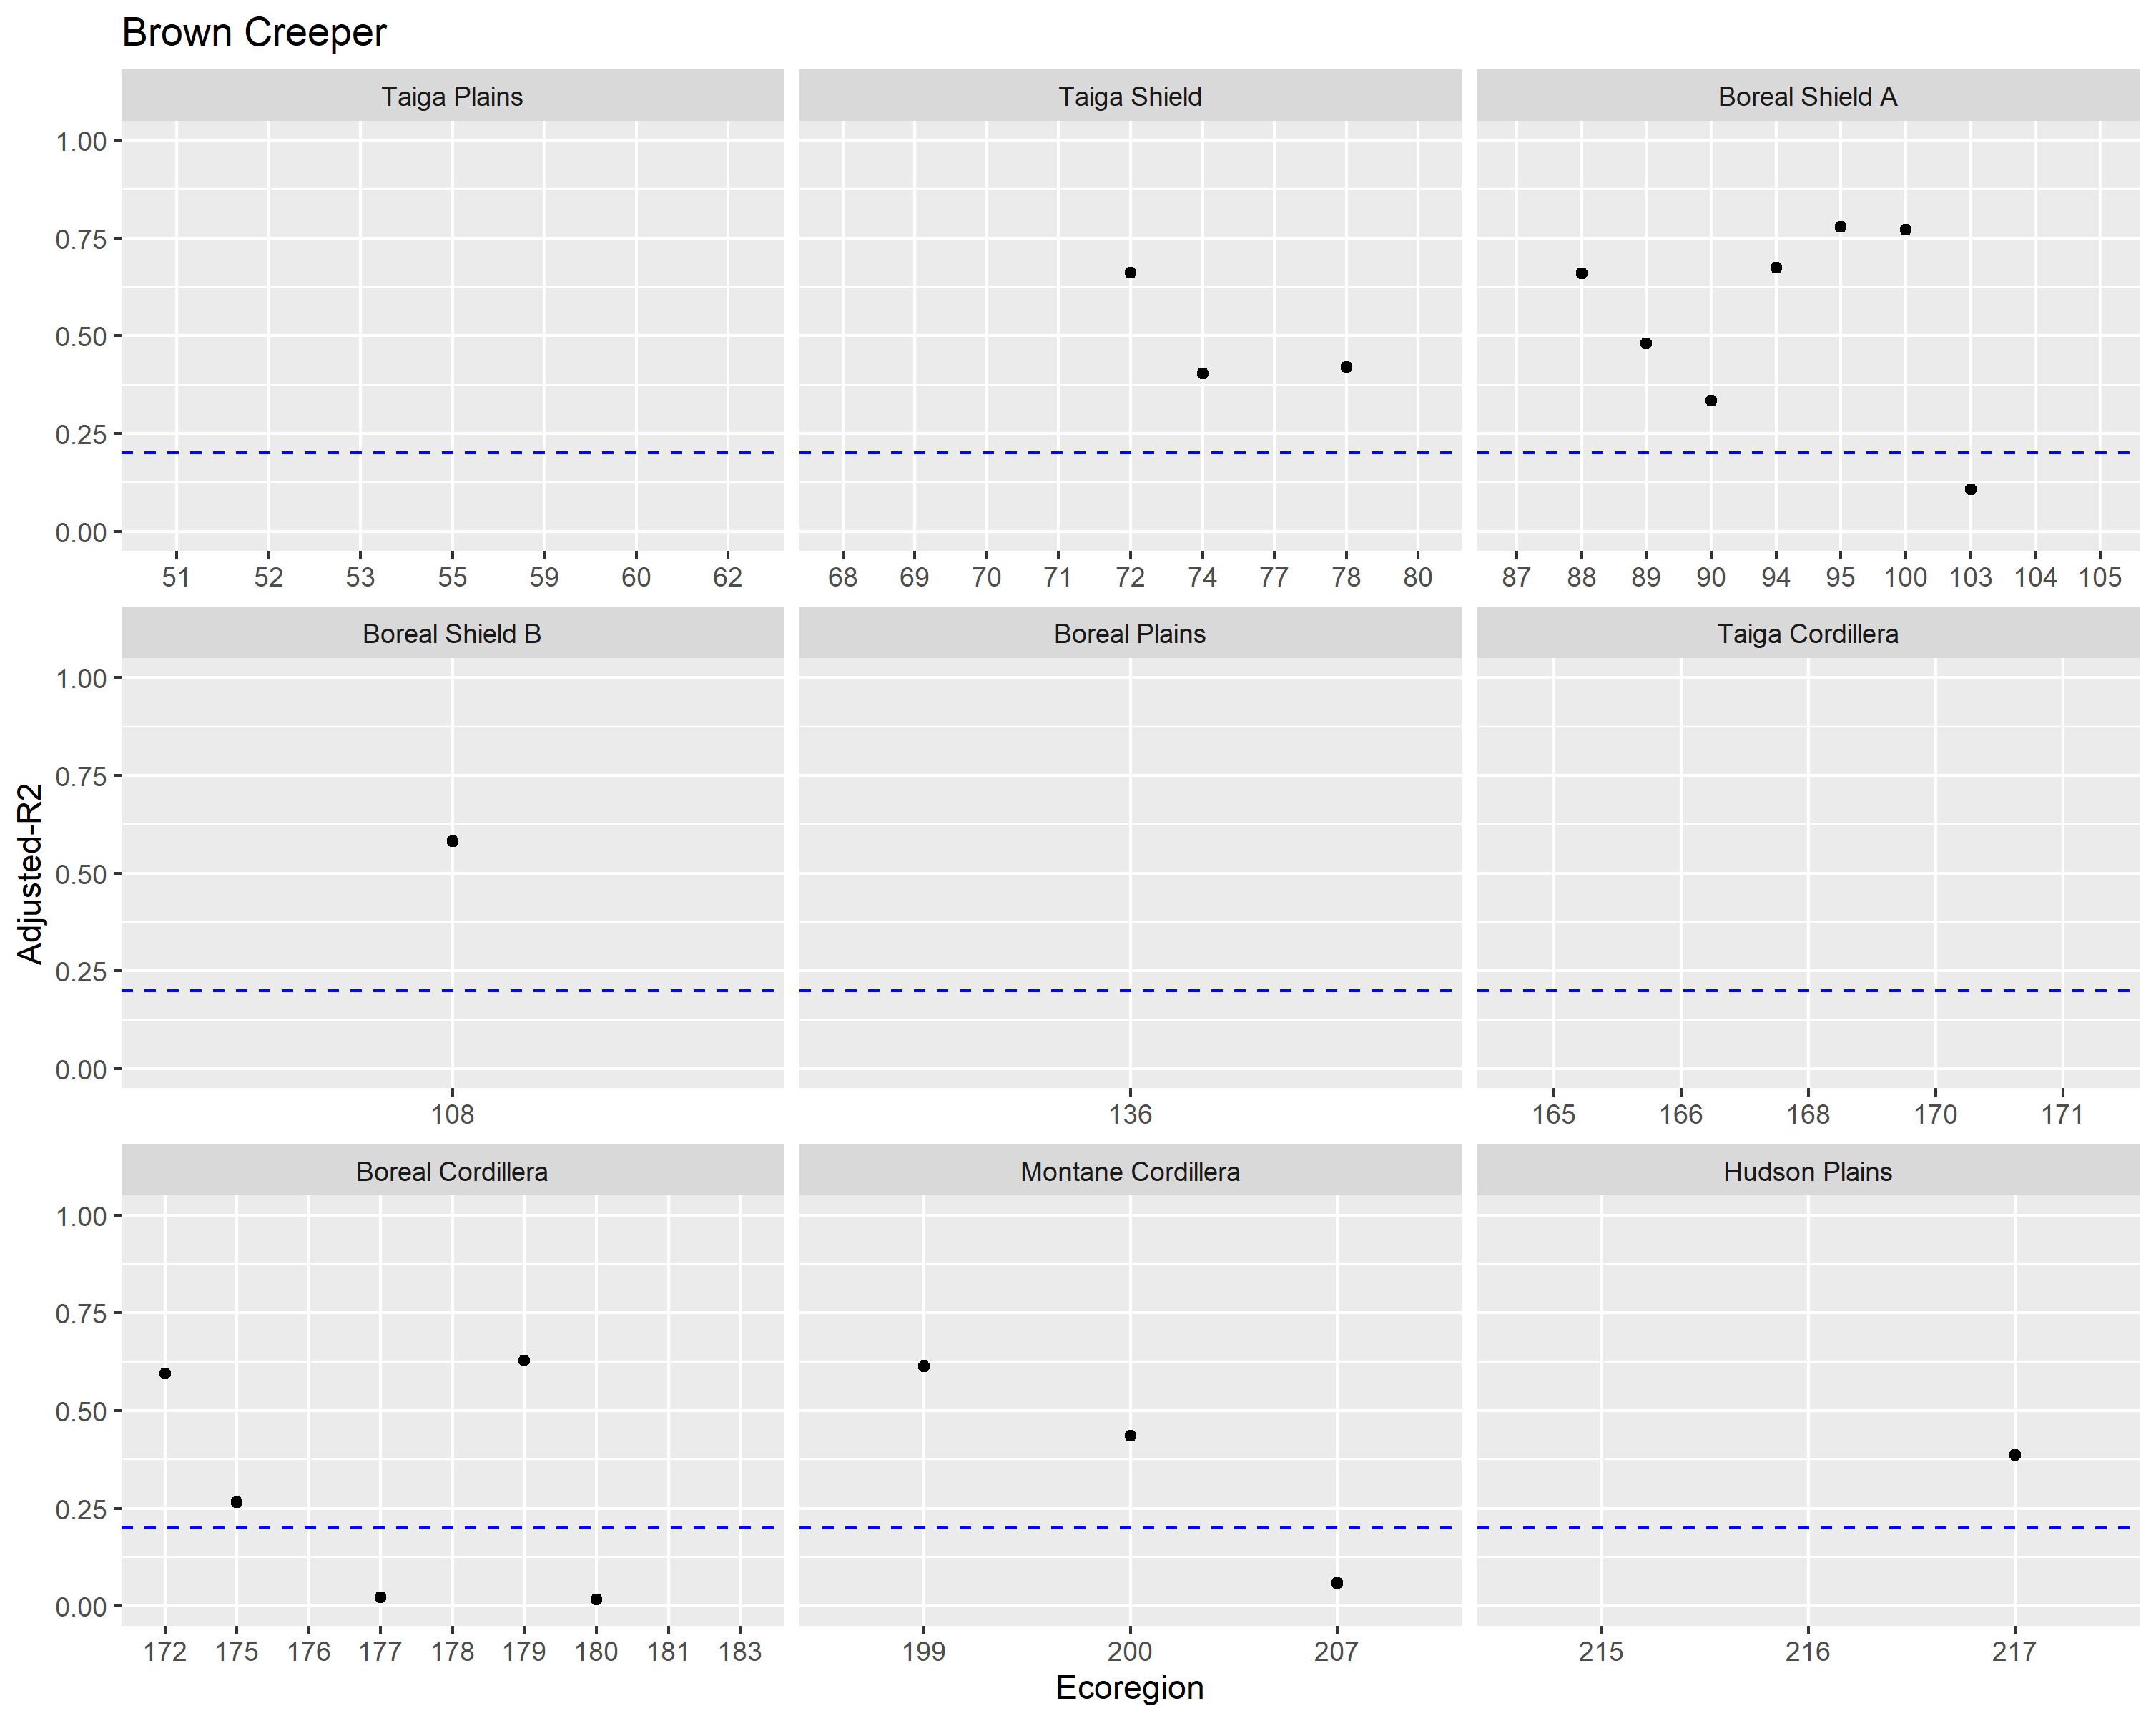 Brown Creeper
Taiga Plains Taiga Shield Boreal Shield A
1.00
0.75
0.50
0.25
0.00
51 52 53 55 59 60 62 68 69 70 71 72 74 77 78 80 87 88 89 90 94 95 100 103 104 105
Boreal Shield B Boreal Plains Taiga Cordillera
1.00
0.75
0.50
0.25
0.00
Adjusted-R2
108 136 165 166 168 170 171
Boreal Cordillera Montane Cordillera Hudson Plains
1.00
0.75
0.50
0.25
0.00
172 175 176 177 178 179 180 181 183 199 200 207 215 216 217
Ecoregion